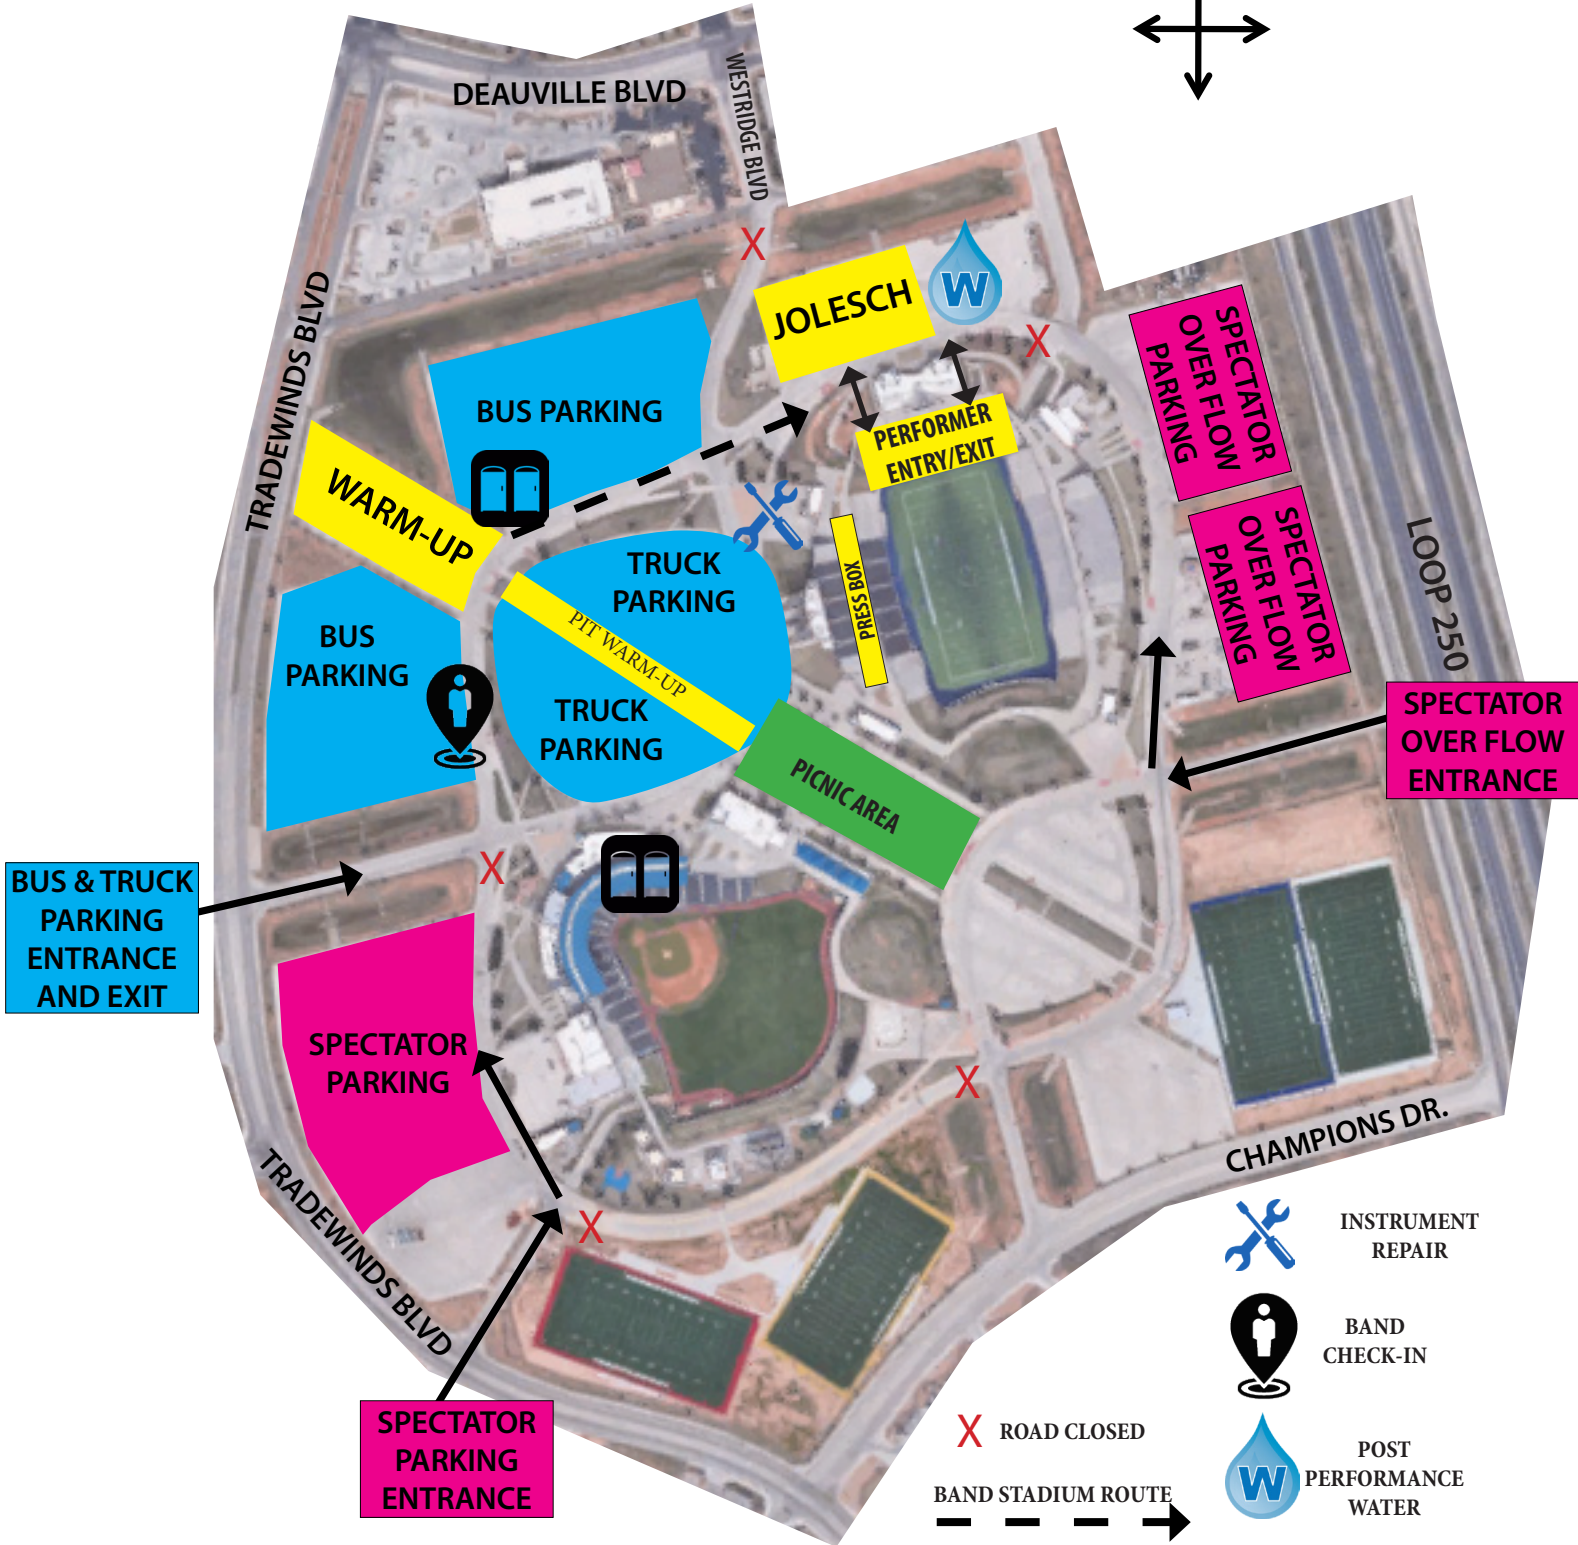 DEAUVILLE BLVD
WESTRIDGE BLVD
TRADEWINDS BLVD
JOLESCH
W
SPECTATOR
OVER FLOW
PARKING
BUS PARKING
PERFORMER
ENTRY/EXIT
WARM-UP
SPECTATOR
OVER FLOW
PARKING
LOOP 250
TRUCK
PARKING
PRESS BOX
PIT WARM-UP
BUS
PARKING
TRUCK
PARKING
SPECTATOR
OVER FLOW
ENTRANCE
PICNIC AREA
BUS & TRUCK
PARKING
ENTRANCE
AND EXIT
SPECTATOR
PARKING
CHAMPIONS DR.
TRADEWINDS BLVD
SPECTATOR
PARKING
ENTRANCE
INSTRUMENT
REPAIR
BAND
CHECK-IN
X ROAD CLOSED
W
POST
PERFORMANCE
WATER
BAND STADIUM ROUTE